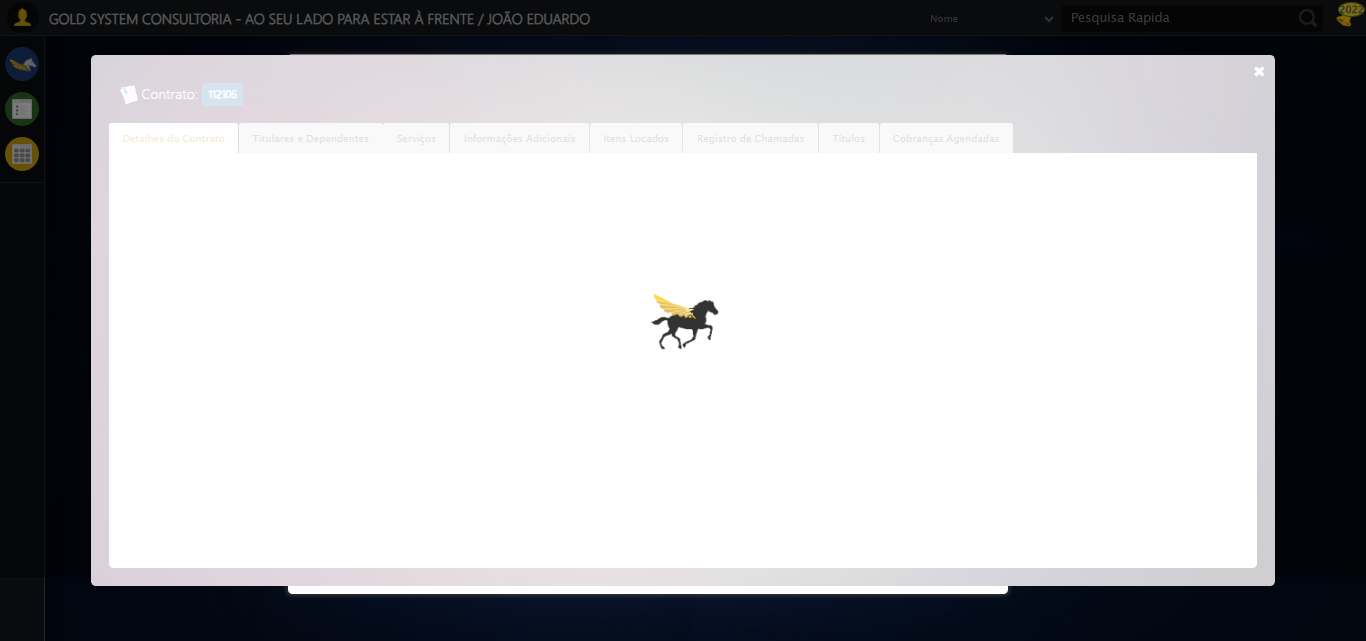 GOLD SYSTEM CONSULTORIA - AO SEU LADO PARA ESTAR À FRENTE / JOÃO EDUARDO
Nome
Pesquisa Rapida
2022
Contrato: 112106
Detalhes do Contrato
Titulares e Dependentes
Serviços
Informações Adicionais
Itens Locados
Registro de Chamadas
Títulos
Cobranças Agendadas